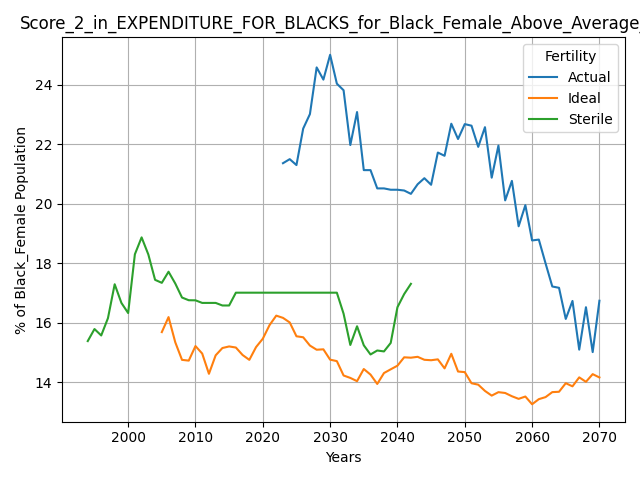 Score_2_in_EXPENDITURE_FOR_BLACKS_for_Black_Female_Above_Average_
Fertility
Actual
Ideal
Sterile
24
22
20
18
16
14
% of Black_Female Population
2000 2010 2020 2030 2040 2050 2060 2070
Years